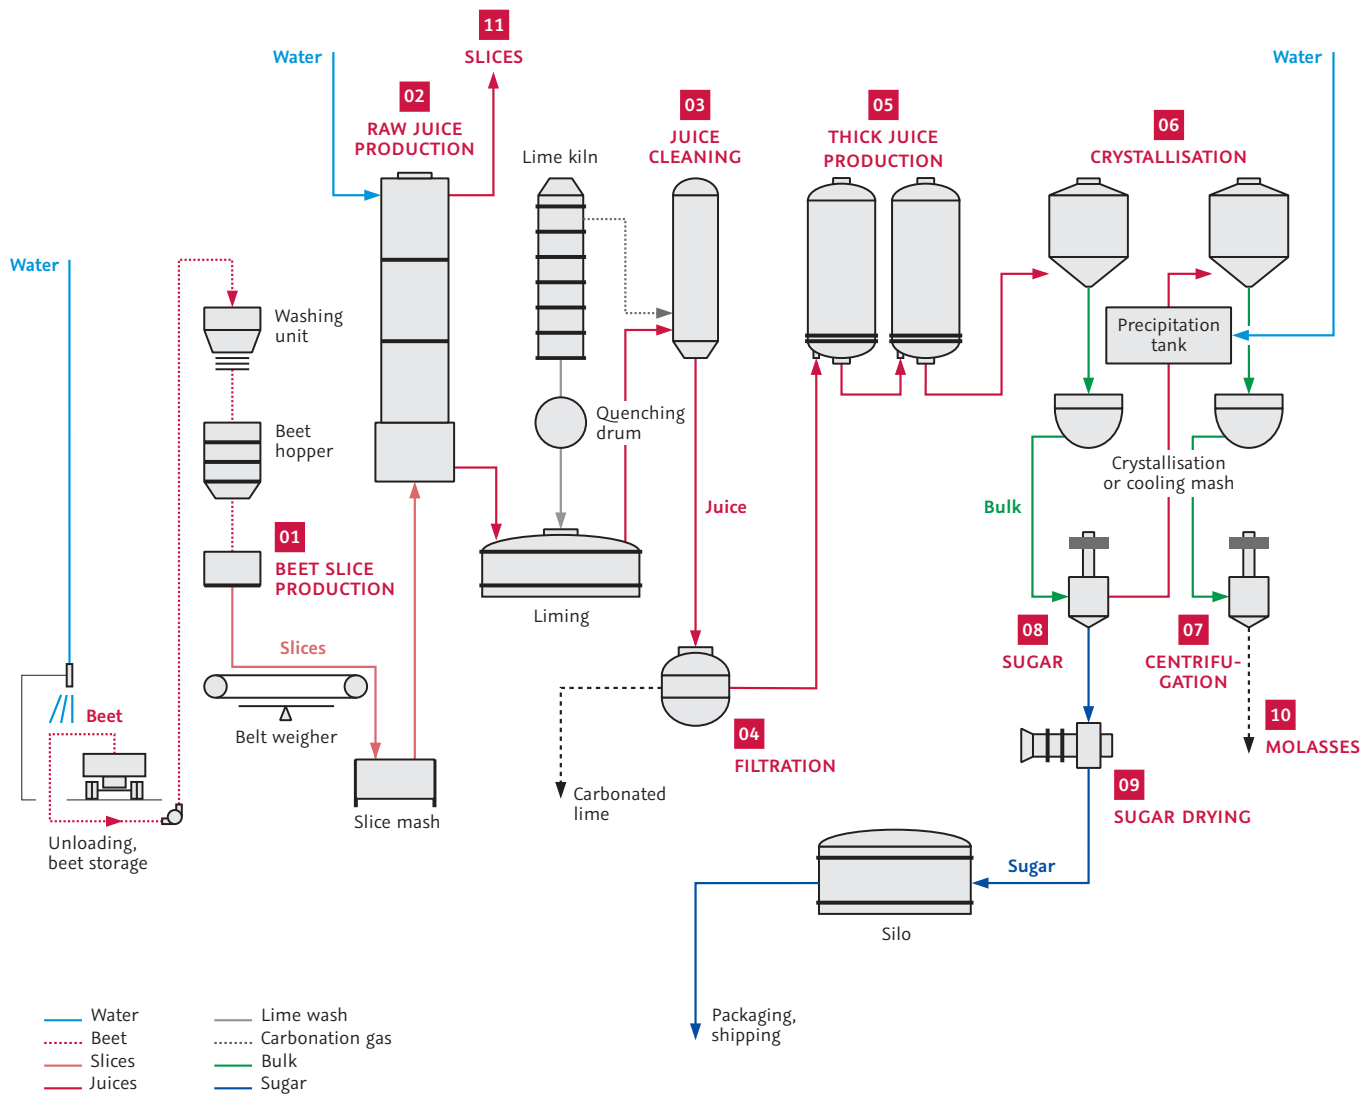 11
SLICES
Water
02
RAW JUICE
PRODUCTION
Lime kiln
03
JUICE
CLEANING
05
THICK JUICE
PRODUCTION
06
CRYSTALLISATION
Water
Water
Washing
unit
Beet
hopper
01
BEET SLICE
PRODUCTION
Slices
Belt weigher
Slice mash
Beet
Unloading,
beet storage
Quenching
drum
Liming
Juice
04
FILTRATION
Carbonated
lime
Precipitation
tank
Crystallisation
or cooling mash
Bulk
08
SUGAR
07
CENTRIFU-
GATION
10
MOLASSES
09
SUGAR DRYING
Sugar
Silo
Packaging,
shipping
Water
Beet
Slices
Juices
Lime wash
Carbonation gas
Bulk
Sugar